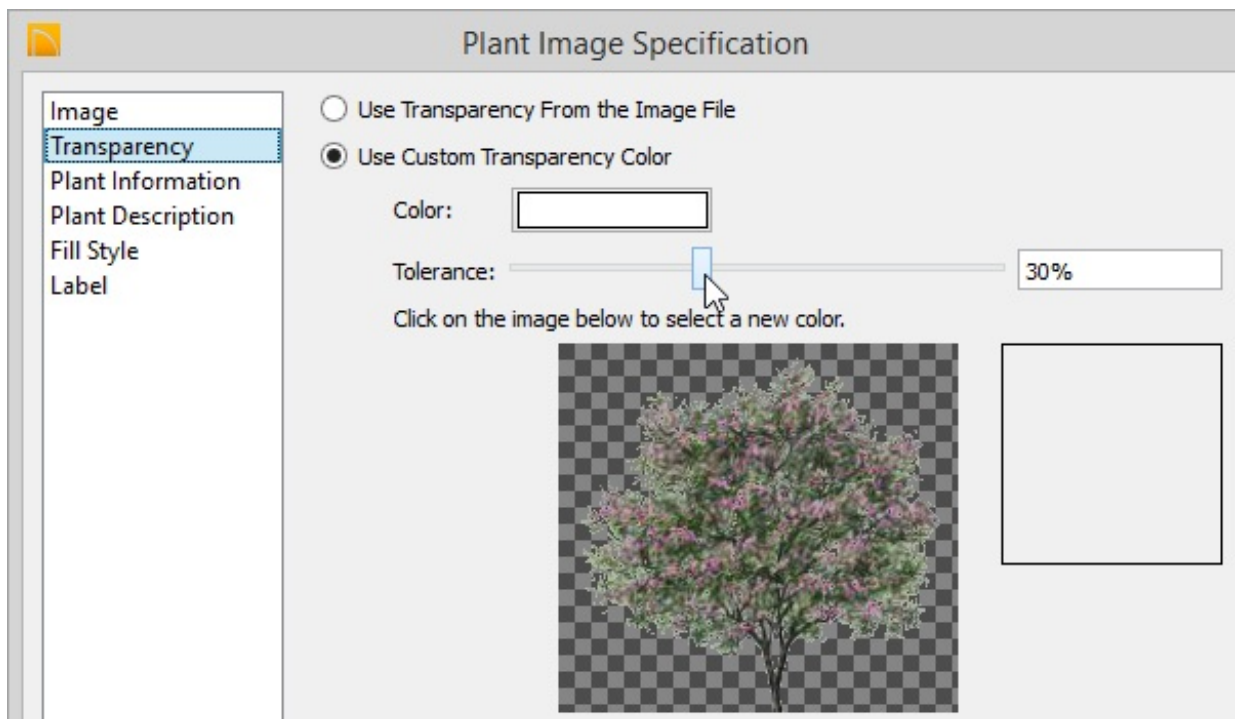 Plant Image Specification
Image
Transparency
Plant Information
Plant Description
Fill Style
Label
Use Transparency From the Image File
Use Custom Transparency Color
Color:
Tolerance:
30%
Click on the image below to select a new color.